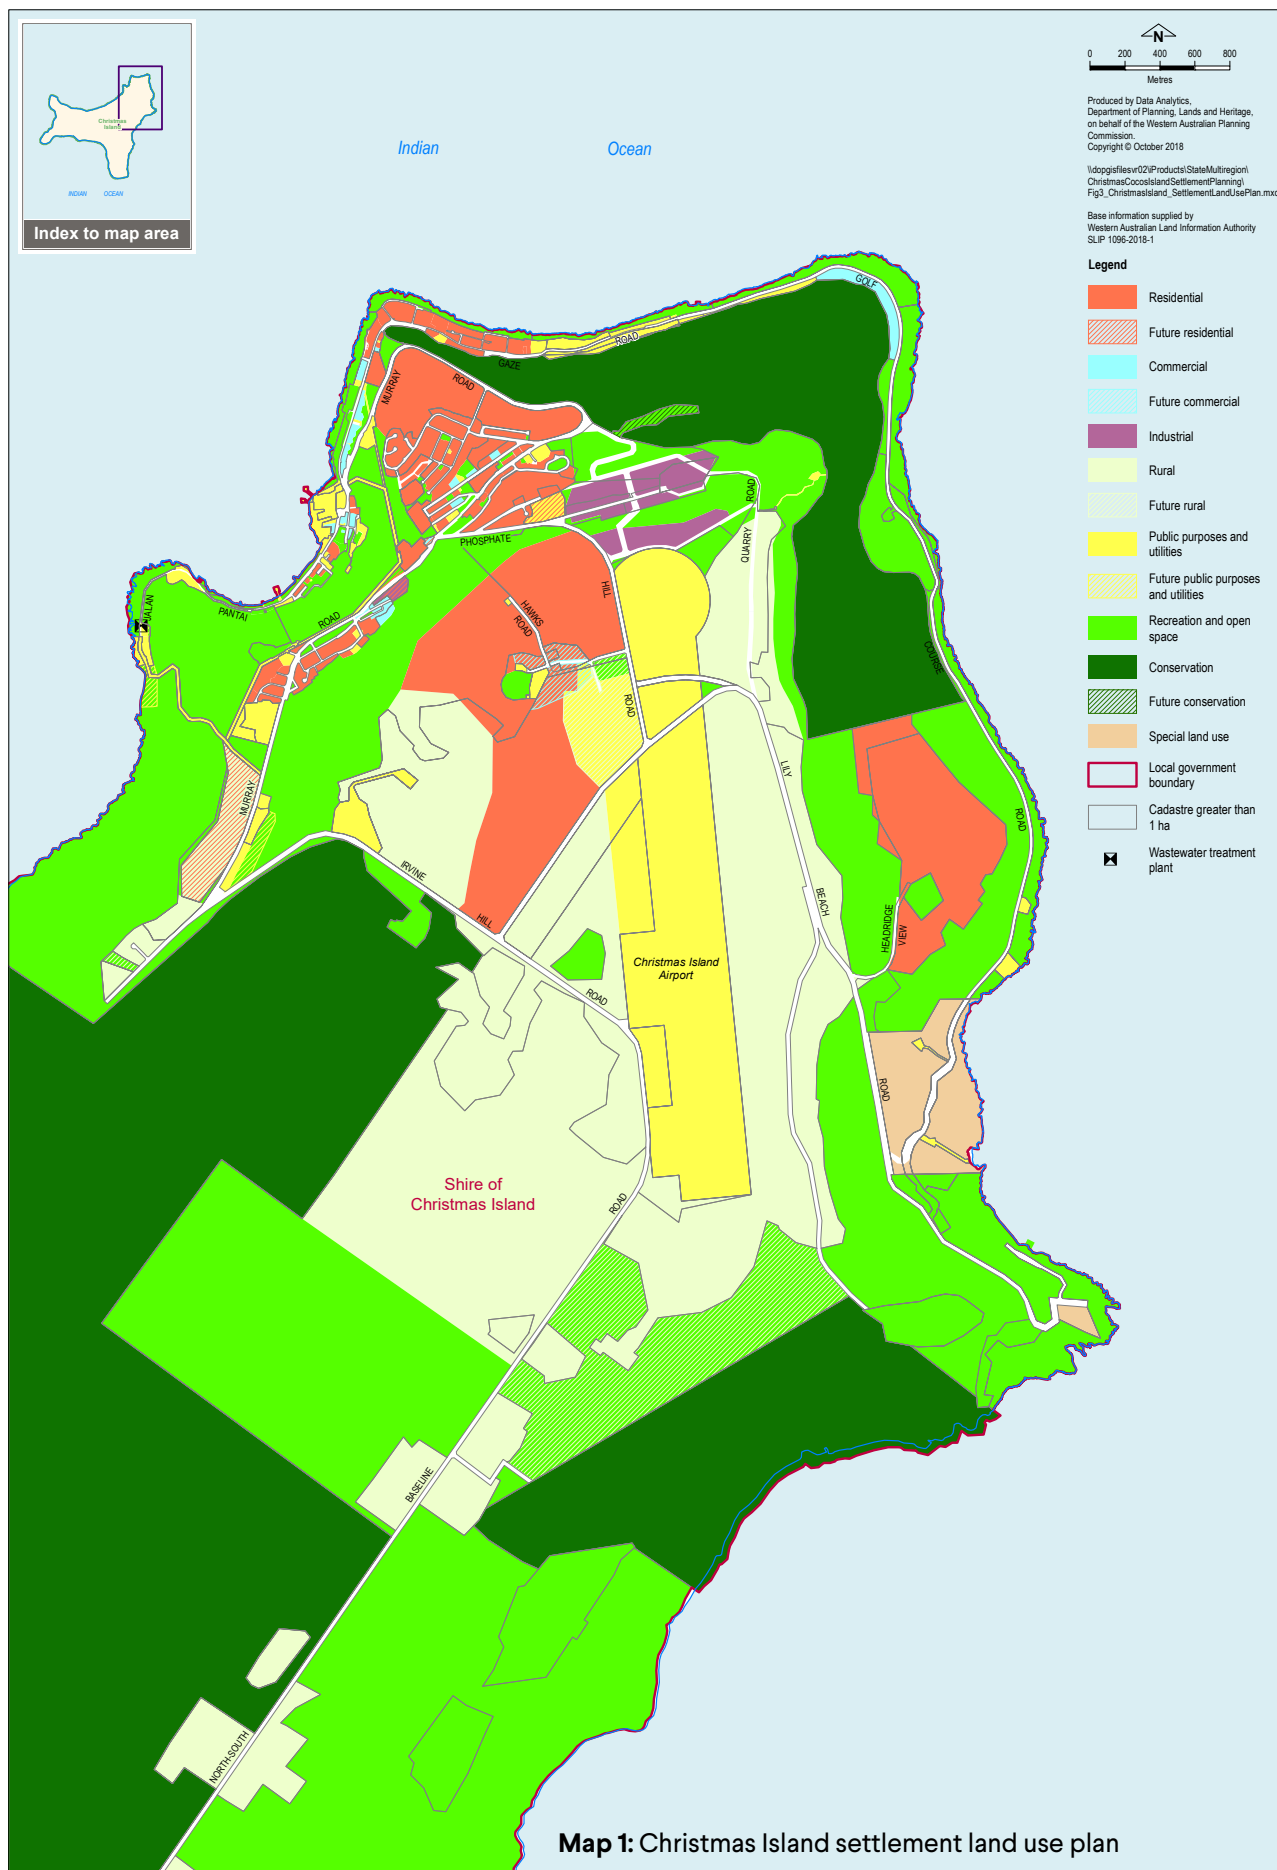 Christmas
Island
INDIAN OCEAN
Index to map area
Indian Ocean
N
0 200 400 600 800
Metres
Produced by Data Analytics,
Department of Planning, Lands and Heritage,
on behalf of the Western Australian Planning
Commission.
Copyright © October 2018
\\dopgisfilesvr02\iProducts\StateMultiregion\
ChristmasCocosIslandSettlementPlanning\
Fig3_ChristmasIsland_SettlementLandUsePlan.mxd
Base information supplied by
Western Australian Land Information Authority
SLIP 1096-2018-1
Legend
Residential
Future residential
Commercial
Future commercial
Industrial
Rural
Future rural
Public purposes and
utilities
Future public purposes
and utilities
Recreation and open
space
Conservation
Future conservation
Special land use
Local government
boundary
Cadastre greater than
1 ha
Wastewater treatment
plant
GOLF
ROAD
GAZE
MURRAY
ROAD
ROAD
QUARRY
PHOSPHATE
HILL
HAWKS
ROAD
JALAN
PANTAI
ROAD
COURSE
ROAD
LILY
MURRAY
ROAD
IRVINE
HILL
BEACH
HEADRIDGE
VIEW
Christmas Island
Airport
ROAD
ROAD
Shire of
Christmas Island
ROAD
BASELINE
NORTH-SOUTH
Map 1: Christmas Island settlement land use plan